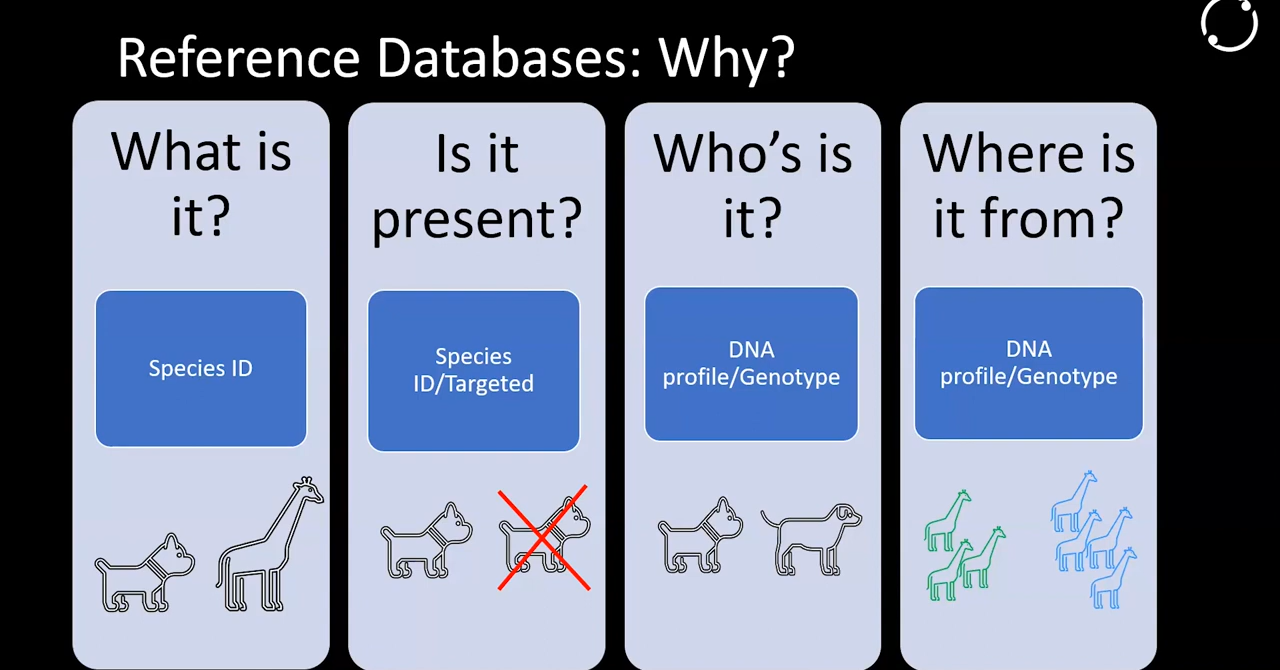 Reference Databases: Why?
What is
it?
Species ID
Is it
present?
Species
ID/Targeted
Who's is
it?
DNA
profile/Genotype
Where is
it from?
DNA
profile/Genotype